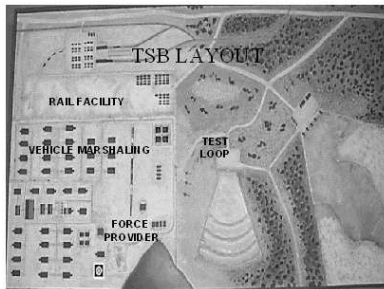 TSB LAYOUT
RAIL FACILITY
VEHICLE MARSHALING
TEST
LOOP
FORCE
PROVIDER